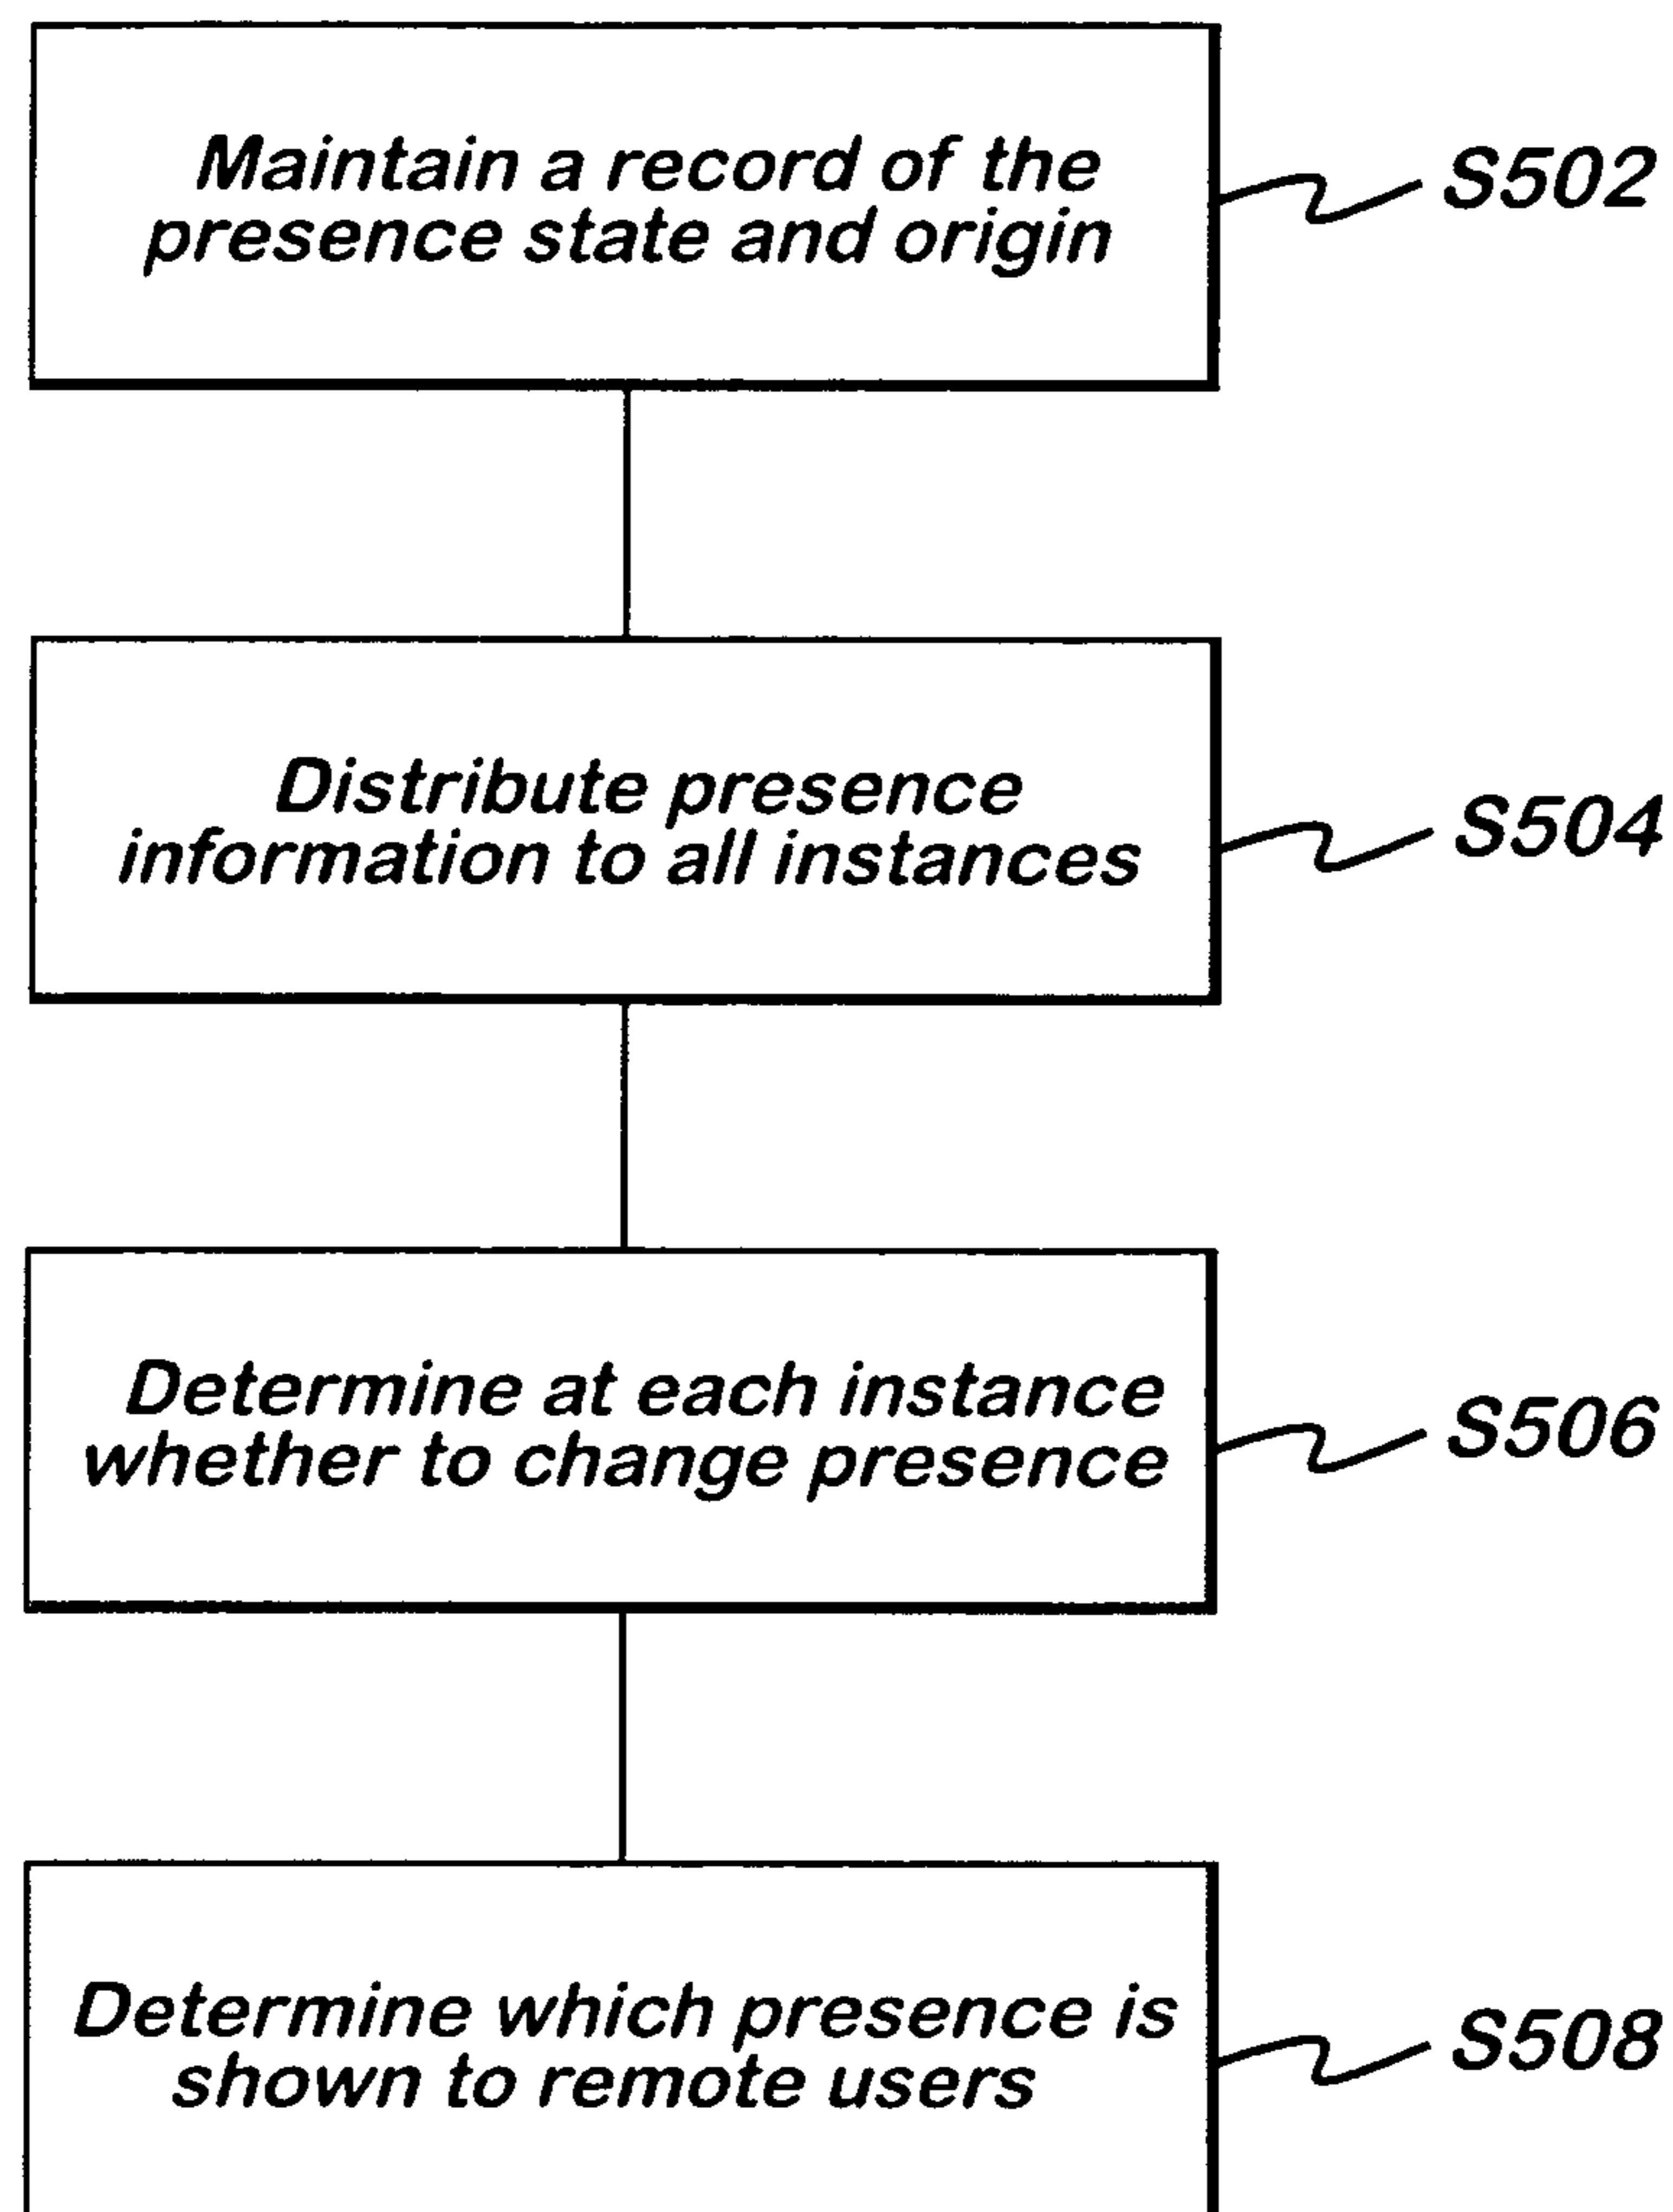 Maintain a record of the
presence state and origin
S502
Distribute presence
information to all instances
S504
Determine at each instance
whether to change presence
S506
Determine which presence is
shown to remote users
S508